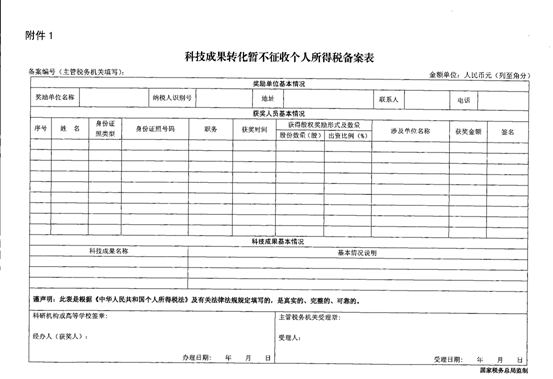 附件1
科技成果转化暂不征收个人所得税备案表
备案编号（主管税务机关填写）： 金额单位：人民币元（列至角分）
奖励单位基本情况
奖励单位名称 纳税人识别号 地址 联系人 电话
获奖人员基本情况
序号 姓 名 身份证照类型 身份证照号码 职务 获奖时间 获得股权奖励形式及数量 涉及单位名称 获奖金额 签名
股份数量（股） 出资比例（%）
科技成果基本情况
科技成果名称 基本情况说明
谨声明：此表是根据《中华人民共和国个人所得税法》及有关法律法规规定填写的，是真实的、完整的、可靠的。
科研机构或高等学校签章： 主管税务机关受理章：
经办人（获奖人）： 受理人：
办理日期： 年 月 日 受理日期： 年 月 日
国家税务总局监制